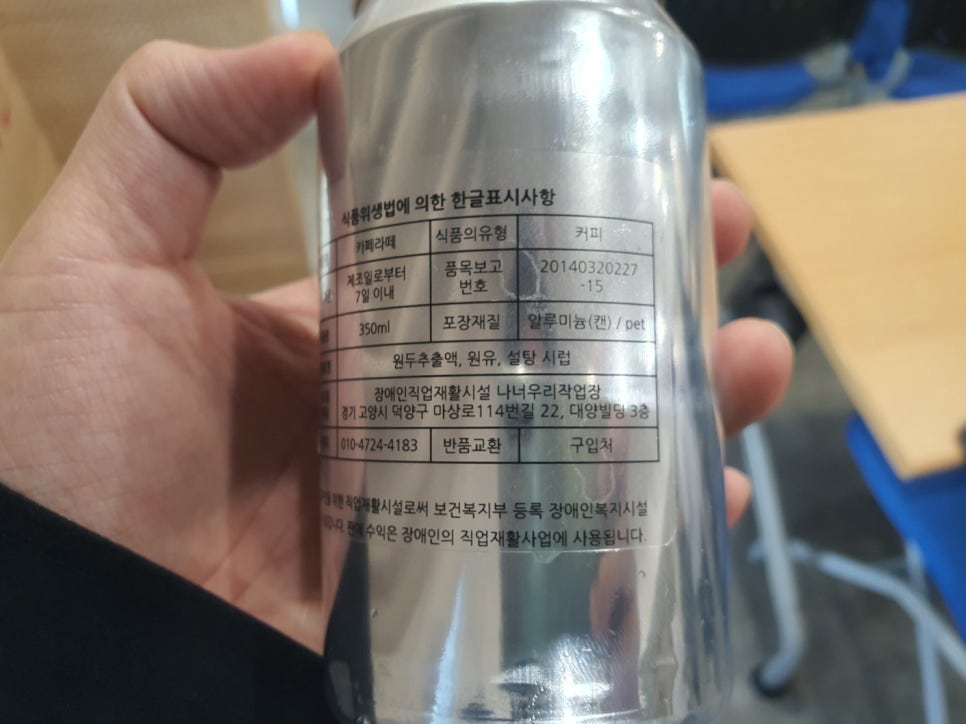 식품위생법에 의한 한글표시사항
카페라떼 식품의유형 커피
제조일로부터 7일 이내 품목보고번호 20140320227-15
350ml 포장재질 알루미늄(캔) / pet
원두추출액, 원유, 설탕 시럽
장애인직업재활시설 나너우리작업장
경기 고양시 덕양구 마상로114번길 22, 대양빌딩 3층
010-4724-4183 반품교환 구입처
위한 직업재활시설로써 보건복지부 등록 장애인복지시설
판매 수익은 장애인의 직업재활사업에 사용됩니다.